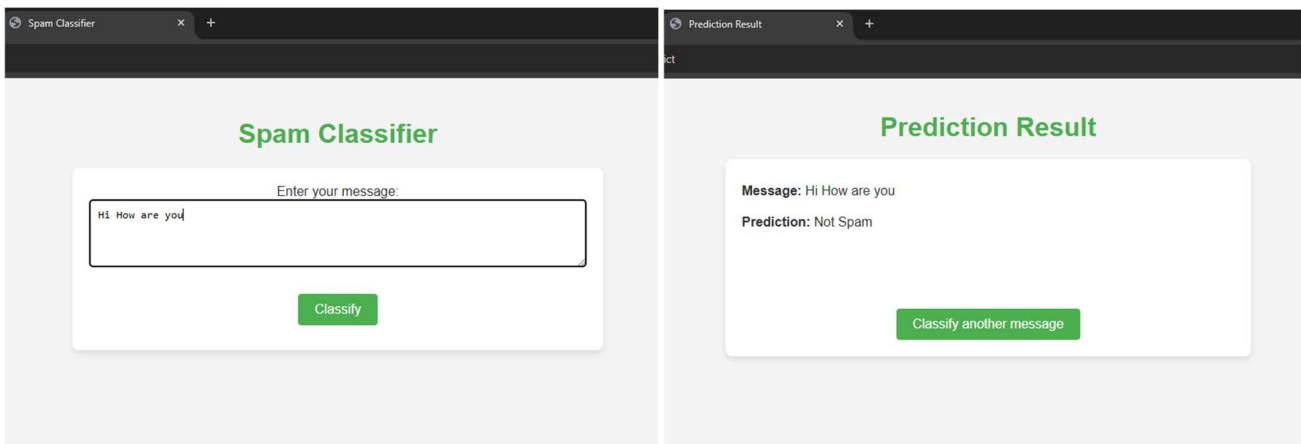 Spam Classifier
Spam Classifier
Enter your message:
Hi How are you
Classify
Prediction Result
ict
Prediction Result
Message: Hi How are you
Prediction: Not Spam
Classify another message